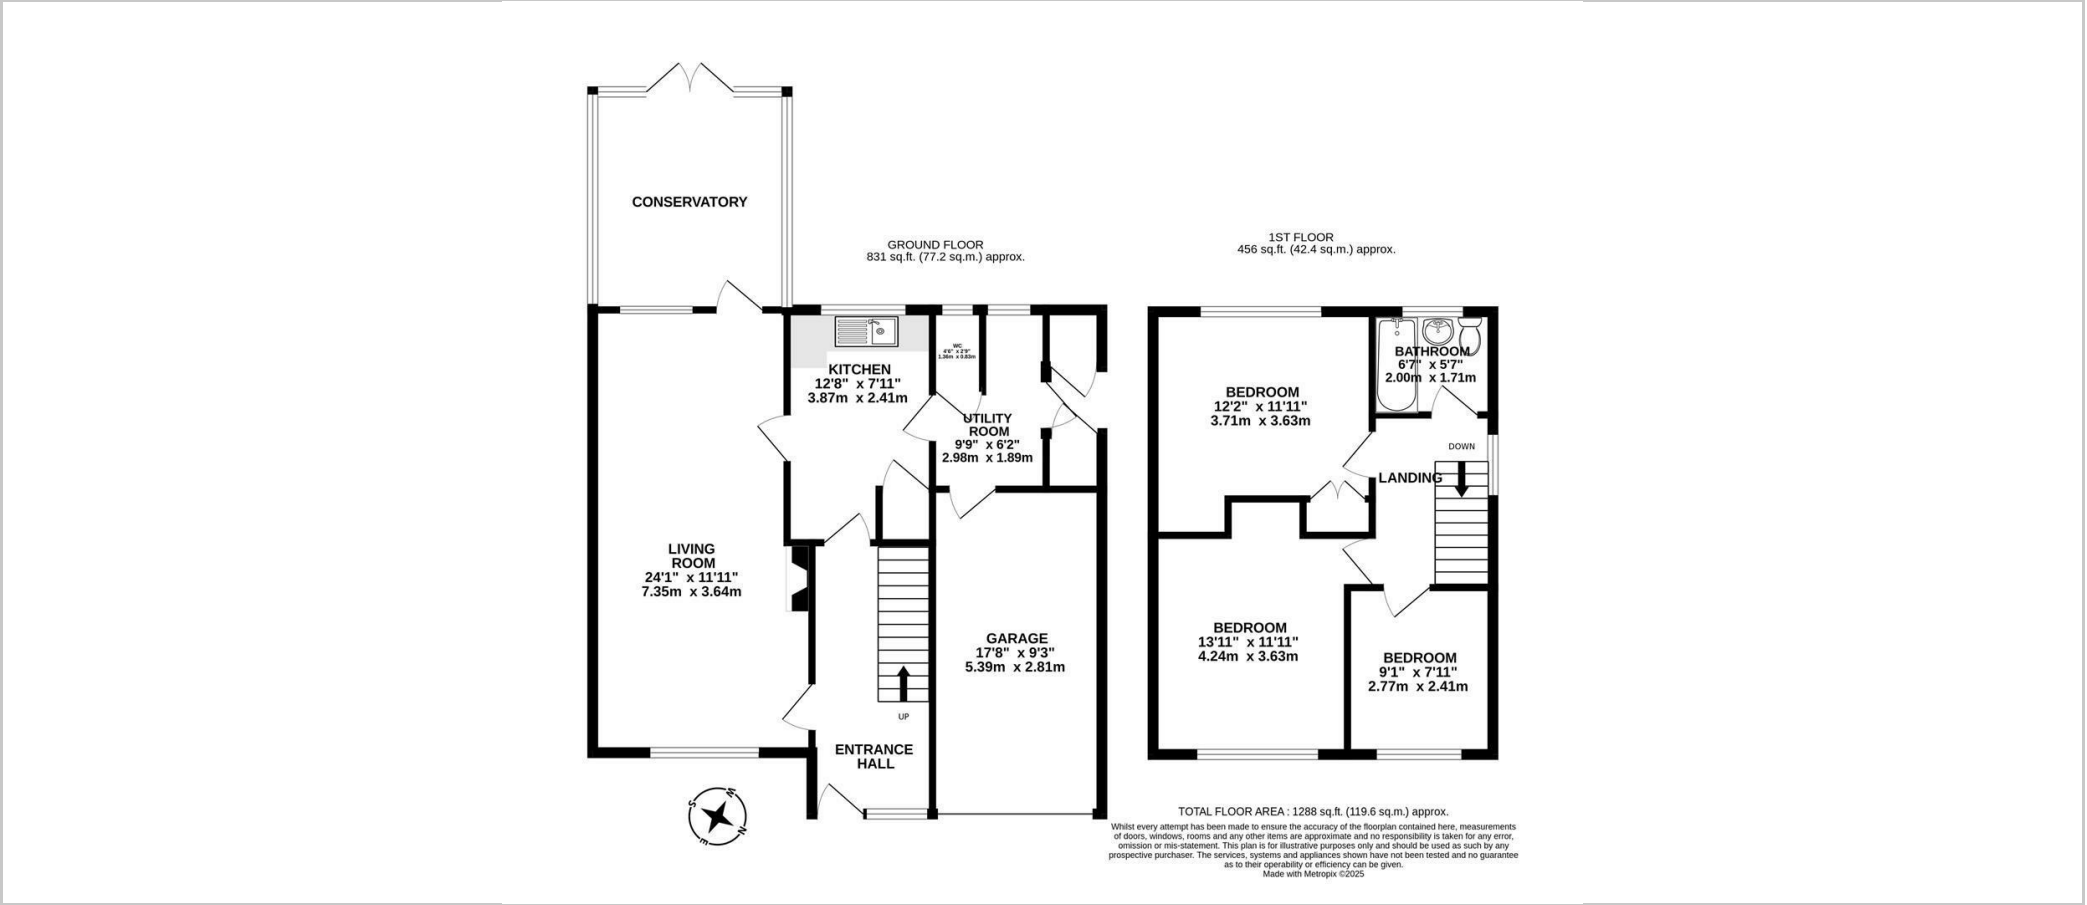 CONSERVATORY
GROUND FLOOR
831 sq.ft. (77.2 sq.m.) approx.
1ST FLOOR
456 sq.ft. (42.4 sq.m.) approx.
WC
4'6" x 2'9"
1.36m x 0.83m
KITCHEN
12'8" x 7'11"
3.87m x 2.41m
UTILITY
ROOM
9'9" x 6'2"
2.98m x 1.89m
LIVING
ROOM
24'1" x 11'11"
7.35m x 3.64m
GARAGE
17'8" x 9'3"
5.39m x 2.81m
UP
ENTRANCE
HALL
BATHROOM
6'7" x 5'7"
2.00m x 1.71m
BEDROOM
12'2" x 11'11"
3.71m x 3.63m
DOWN
LANDING
BEDROOM
13'11" x 11'11"
4.24m x 3.63m
BEDROOM
9'1" x 7'11"
2.77m x 2.41m
S
W
N
E
TOTAL FLOOR AREA : 1288 sq.ft. (119.6 sq.m.) approx.
Whilst every attempt has been made to ensure the accuracy of the floorplan contained here, measurements
of doors, windows, rooms and any other items are approximate and no responsibility is taken for any error,
omission or mis-statement. This plan is for illustrative purposes only and should be used as such by any
prospective purchaser. The services, systems and appliances shown have not been tested and no guarantee
as to their operability or efficiency can be given.
Made with Metropix ©2025